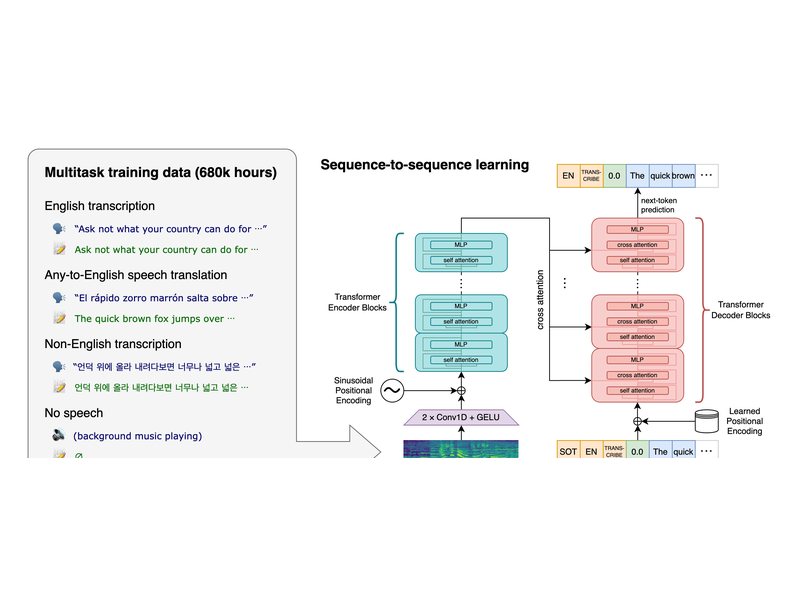 Multitask training data (680k hours)
English transcription
“Ask not what your country can do for ⋯”
Ask not what your country can do for ⋯
Any-to-English speech translation
“El rápido zorro marrón salta sobre ⋯”
The quick brown fox jumps over ⋯
Non-English transcription
“언덕 위에 올라 내려다보면 너무나 넓고 넓은 ⋯”
언덕 위에 올라 내려다보면 너무나 넓고 넓은 ⋯
No speech
(background music playing)
Ø
Sequence-to-sequence learning
EN TRANS-CRIBE 0.0 The quick brown ⋯
next-token
prediction
MLP
self attention
MLP
self attention
MLP
self attention
Transformer
Encoder Blocks
Sinusoidal
Positional
Encoding
2 × Conv1D + GELU
cross attention
MLP
cross attention
self attention
MLP
cross attention
self attention
MLP
cross attention
self attention
Transformer
Decoder Blocks
Learned
Positional
Encoding
SOT EN TRANS-CRIBE 0.0 The quick ⋯